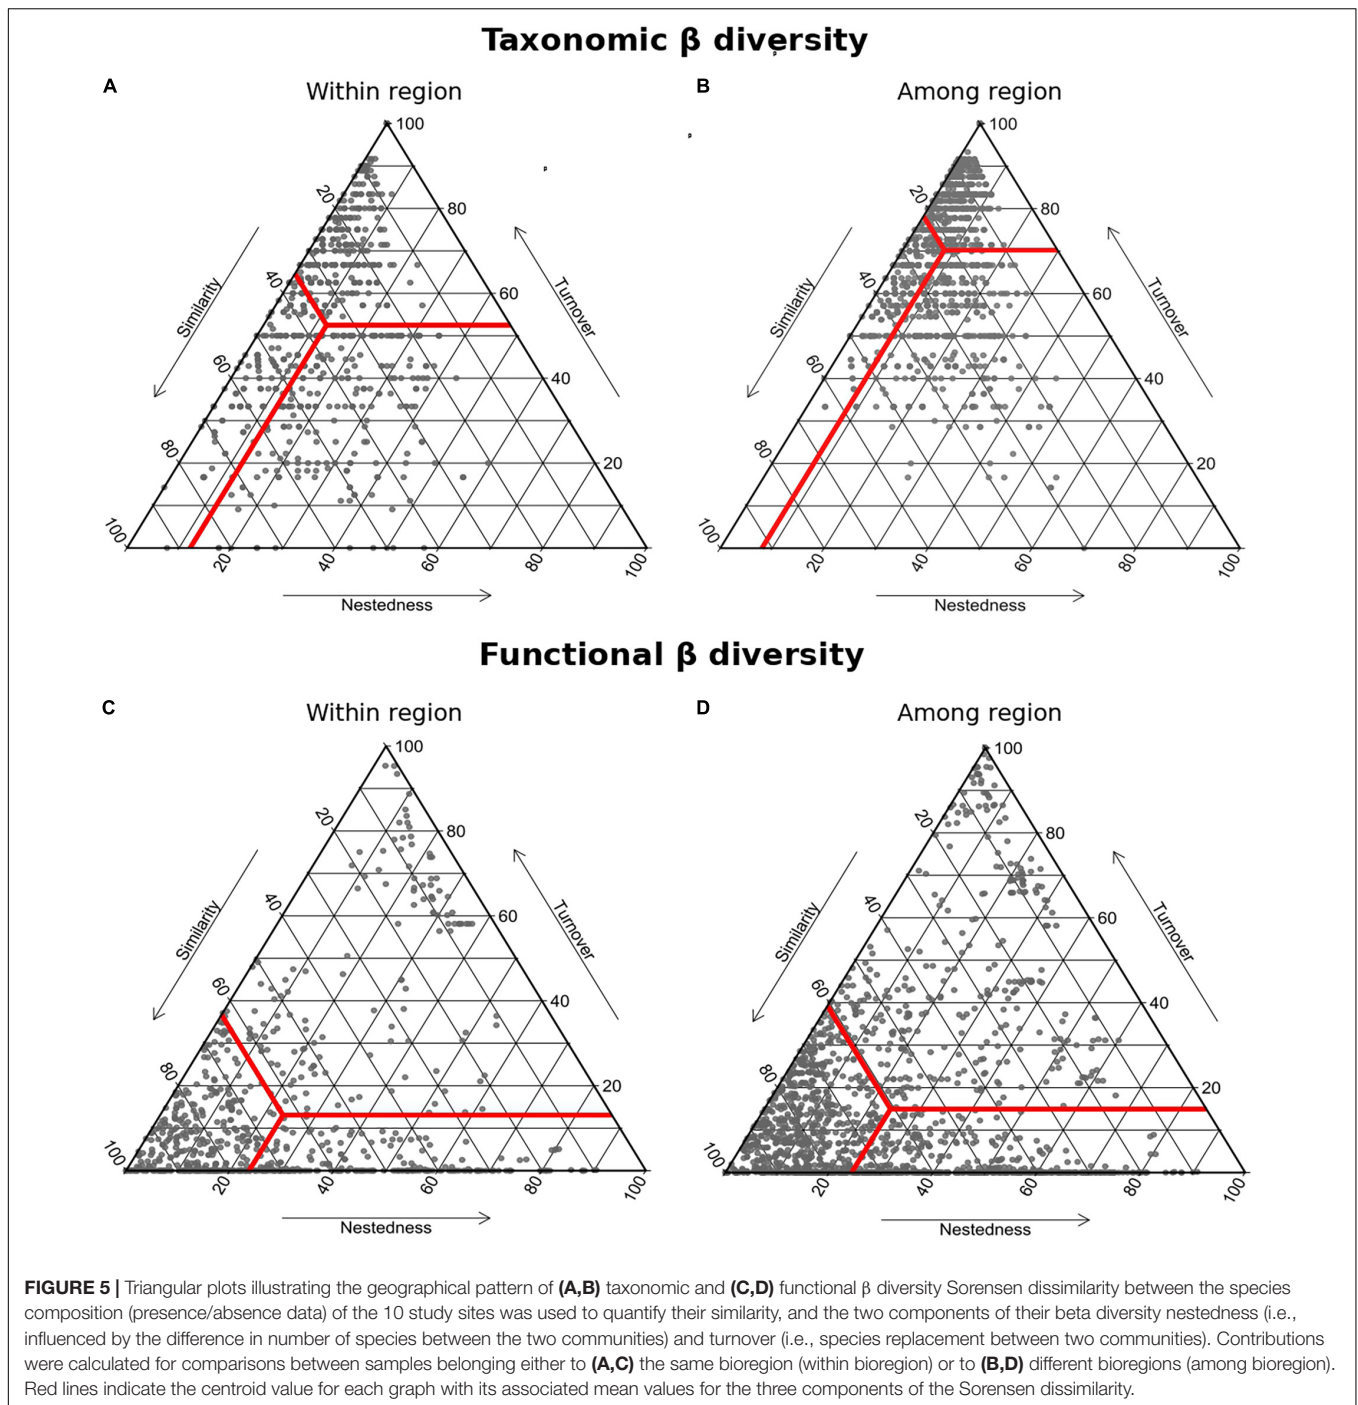 Taxonomic β diversity
A
Within region
100
80
60
40
20
20
40
60
80
100
20
40
60
80
100
Similarity
Turnover
Nestedness
B
Among region
100
80
60
40
20
20
40
60
80
100
20
40
60
80
100
Similarity
Turnover
Nestedness
Functional β diversity
C
Within region
100
80
60
40
20
20
40
60
80
100
20
40
60
80
100
Similarity
Turnover
Nestedness
D
Among region
100
80
60
40
20
20
40
60
80
100
20
40
60
80
100
Similarity
Turnover
Nestedness
FIGURE 5 | Triangular plots illustrating the geographical pattern of (A,B) taxonomic and (C,D) functional β diversity Sorensen dissimilarity between the species
composition (presence/absence data) of the 10 study sites was used to quantify their similarity, and the two components of their beta diversity nestedness (i.e.,
influenced by the difference in number of species between the two communities) and turnover (i.e., species replacement between two communities). Contributions
were calculated for comparisons between samples belonging either to (A,C) the same bioregion (within bioregion) or to (B,D) different bioregions (among bioregion).
Red lines indicate the centroid value for each graph with its associated mean values for the three components of the Sorensen dissimilarity.